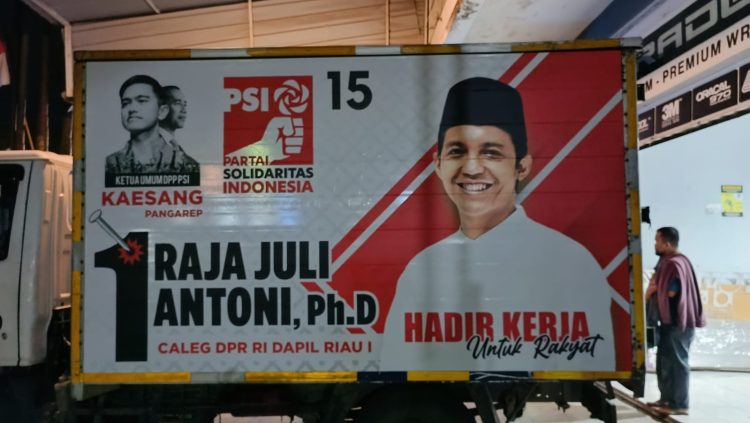 KETUA UMUM DPP PSI
KAESANG
PANGAREP
PSI
PARTAI
SOLIDARITAS
INDONESIA
15
1
RAJA JULI
ANTONI, Ph.D
CALEG DPR RI DAPIL RIAU I
HADIR KERJA
Untuk Rakyat
M - PREMIUM WR
3M
ORACAL
970